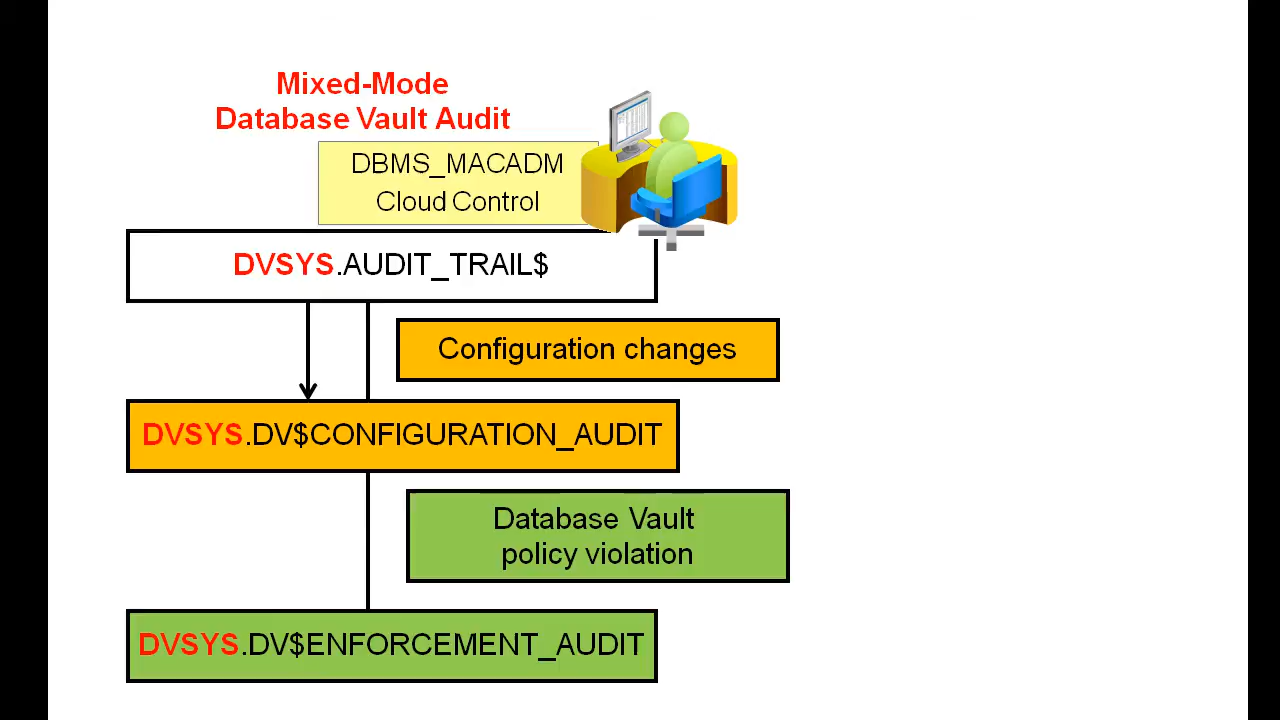 Mixed-Mode
Database Vault Audit
DBMS_MACADM
Cloud Control
DVSYS.AUDIT_TRAIL$
Configuration changes
DVSYS.DV$CONFIGURATION_AUDIT
Database Vault
policy violation
DVSYS.DV$ENFORCEMENT_AUDIT